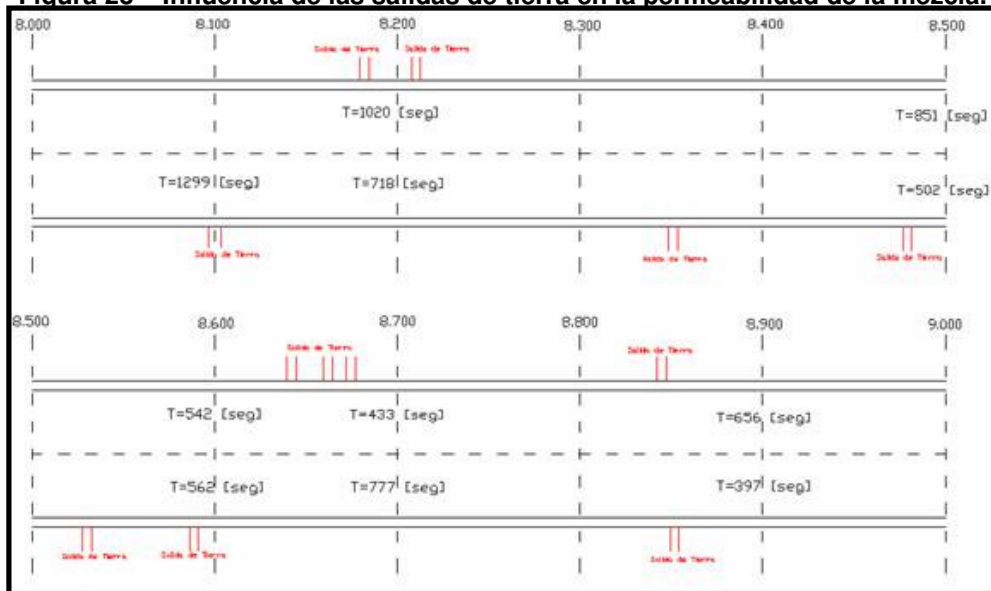 Figura 25 – Influencia de las salidas de tierra en la permeabilidad de la mezcla.
8.000 8.100 8.200 8.300 8.400 8.500
Salida de Tierra Salida de Tierra
T=1020 [seg] T=851 [seg]
T=1299 [seg] T=718 [seg] T=502 [seg]
Salida de Tierra Salida de Tierra Salida de Tierra
8.500 8.600 8.700 8.800 8.900 9.000
Salida de Tierra Salida de Tierra
T=542 [seg] T=433 [seg] T=656 [seg]
T=562 [seg] T=777 [seg] T=397 [seg]
Salida de Tierra Salida de Tierra Salida de Tierra